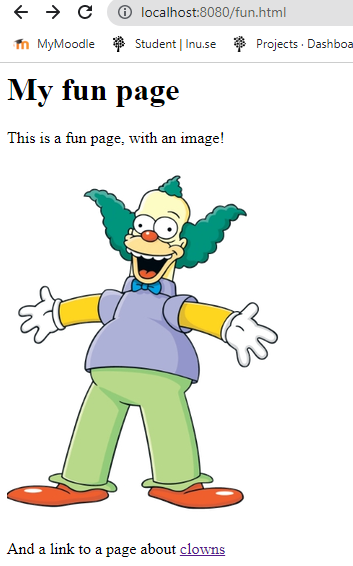 localhost:8080/fun.html
MyMoodle Student | lnu.se Projects · Dashboa
My fun page
This is a fun page, with an image!
And a link to a page about clowns